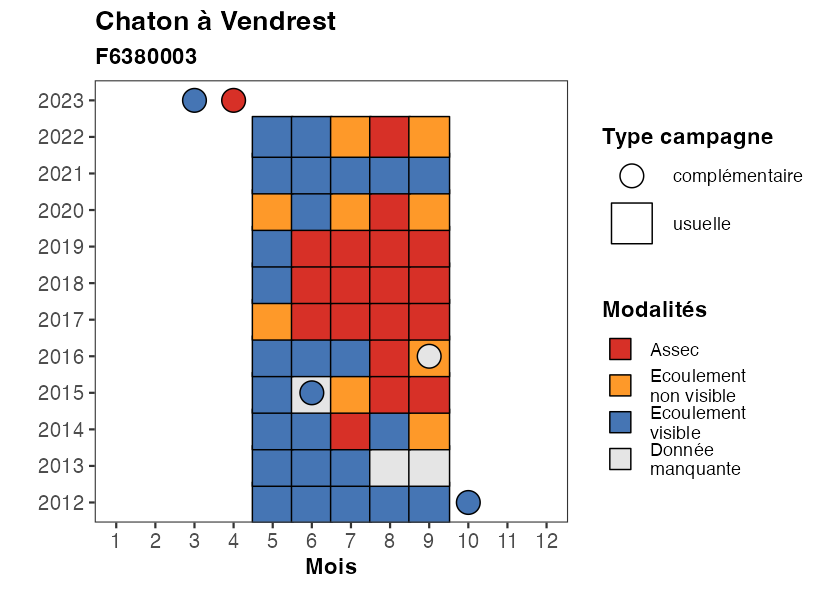 Chaton à Vendrest
F6380003
2023
2022
2021
2020
2019
2018
2017
2016
2015
2014
2013
2012
1 2 3 4 5 6 7 8 9 10 11 12
Mois
Type campagne
complémentaire
usuelle
Modalités
Assec
Ecoulement
non visible
Ecoulement
visible
Donnée
manquante